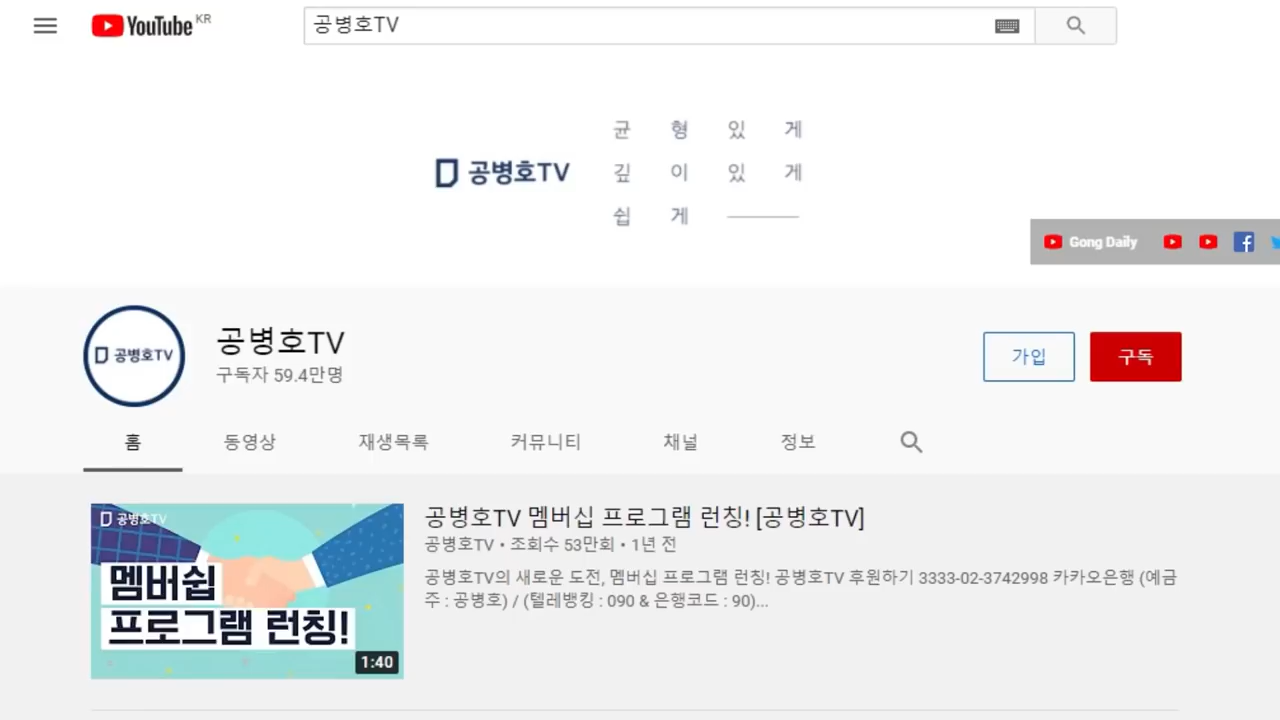 YouTube KR
공병호TV
균 형 있 게
공병호TV
깊 이 있 게
쉽 게
Gong Daily
공병호TV
공병호TV
구독자 59.4만명
가입
구독
홈
동영상
재생목록
커뮤니티
채널
정보
공병호TV
멤버쉽
프로그램 런칭!
1:40
공병호TV 멤버십 프로그램 런칭! [공병호TV]
공병호TV • 조회수 53만회 • 1년 전
공병호TV의 새로운 도전, 멤버십 프로그램 런칭! 공병호TV 후원하기 3333-02-3742998 카카오은행 (예금
주 : 공병호) / (텔레뱅킹 : 090 & 은행코드 : 90)...